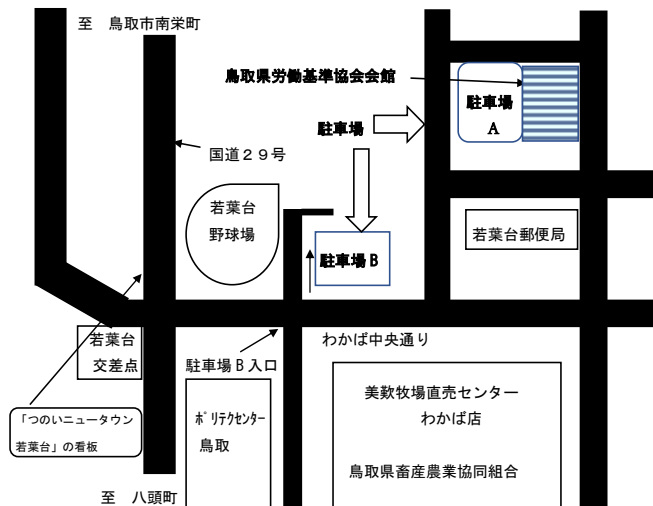 至　鳥取市南栄町
鳥取県労働基準協会会館
駐車場
A
駐車場
国道２９号
若葉台
野球場
若葉台郵便局
駐車場 B
若葉台
交差点
駐車場 B 入口
わかば中央通り
「つのいニュータウン
若葉台」の看板
ﾎﾟﾘﾃｸｾﾝﾀｰ
鳥取
美歎牧場直売センター
わかば店
鳥取県畜産農業協同組合
至　八頭町